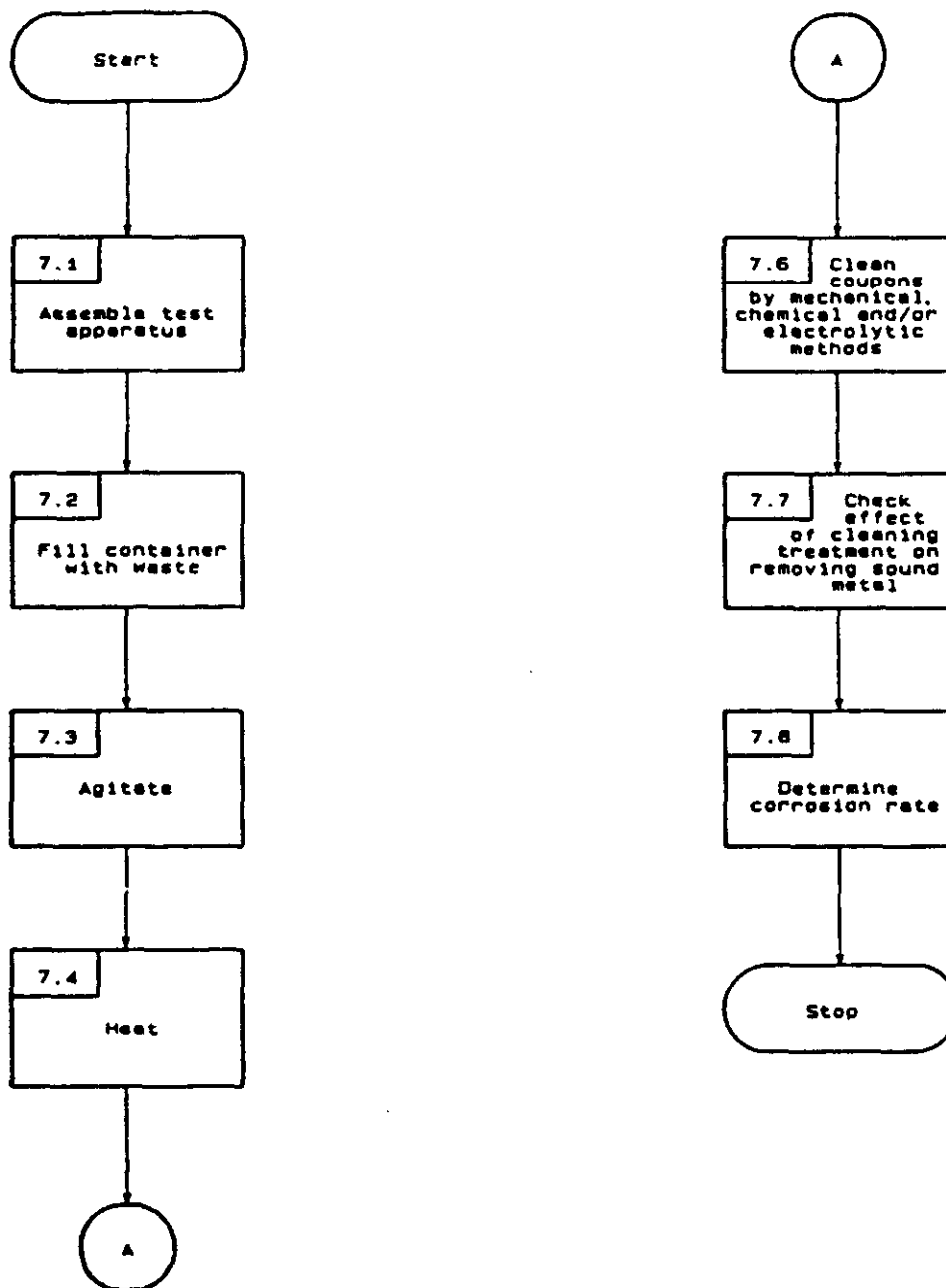 Start
7.1
Assemble test
apparatus
7.2
Fill container
with waste
7.3
Agitate
7.4
Heat
A
A
7.6 Clean
coupons
by mechanical,
chemical and/or
electrolytic
methods
7.7 Check
effect
of cleaning
treatment on
removing sound
metal
7.8
Determine
corrosion rate
Stop